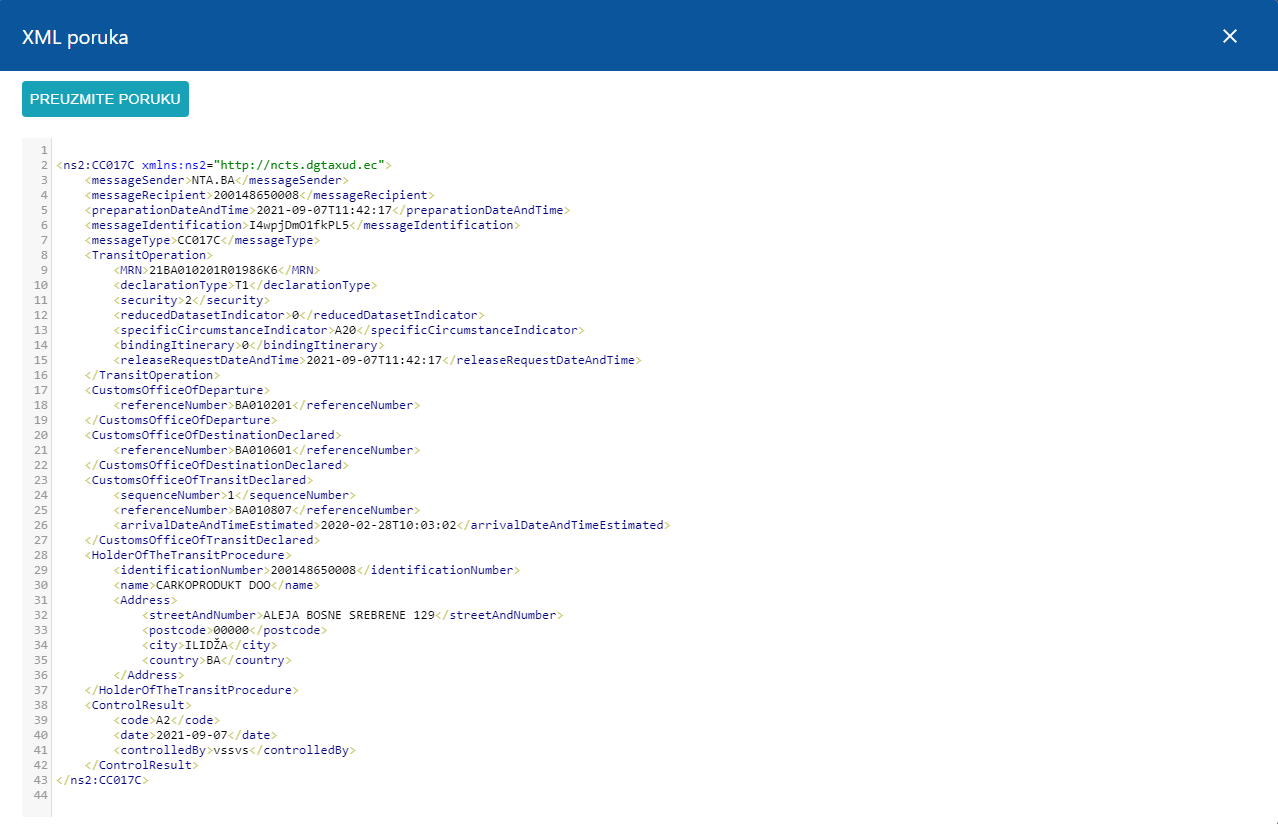 XML poruka
PREUZMITE PORUKU
1
2 <ns2:CC017C xmlns:ns2="http://ncts.dgtaxud.ec">
3 <messageSender>NTA.BA</messageSender>
4 <messageRecipient>200148650008</messageRecipient>
5 <preparationDateAndTime>2021-09-07T11:42:17</preparationDateAndTime>
6 <messageIdentification>I4wpjDmO1fkPL5</messageIdentification>
7 <messageType>CC017C</messageType>
8 <TransitOperation>
9 <MRN>21BA010201R01986K6</MRN>
10 <declarationType>T1</declarationType>
11 <security>2</security>
12 <reducedDatasetIndicator>0</reducedDatasetIndicator>
13 <specificCircumstanceIndicator>A20</specificCircumstanceIndicator>
14 <bindingItinerary>0</bindingItinerary>
15 <releaseRequestDateAndTime>2021-09-07T11:42:17</releaseRequestDateAndTime>
16 </TransitOperation>
17 <CustomsOfficeOfDeparture>
18 <referenceNumber>BA010201</referenceNumber>
19 </CustomsOfficeOfDeparture>
20 <CustomsOfficeOfDestinationDeclared>
21 <referenceNumber>BA010601</referenceNumber>
22 </CustomsOfficeOfDestinationDeclared>
23 <CustomsOfficeOfTransitDeclared>
24 <sequenceNumber>1</sequenceNumber>
25 <referenceNumber>BA010807</referenceNumber>
26 <arrivalDateAndTimeEstimated>2020-02-28T10:03:02</arrivalDateAndTimeEstimated>
27 </CustomsOfficeOfTransitDeclared>
28 <HolderOfTheTransitProcedure>
29 <identificationNumber>200148650008</identificationNumber>
30 <name>CARKOPRODUKT DOO</name>
31 <Address>
32 <streetAndNumber>ALEJA BOSNE SREBRENE 129</streetAndNumber>
33 <postcode>00000</postcode>
34 <city>ILIDŽA</city>
35 <country>BA</country>
36 </Address>
37 </HolderOfTheTransitProcedure>
38 <ControlResult>
39 <code>A2</code>
40 <date>2021-09-07</date>
41 <controlledBy>vssvs</controlledBy>
42 </ControlResult>
43 </ns2:CC017C>
44